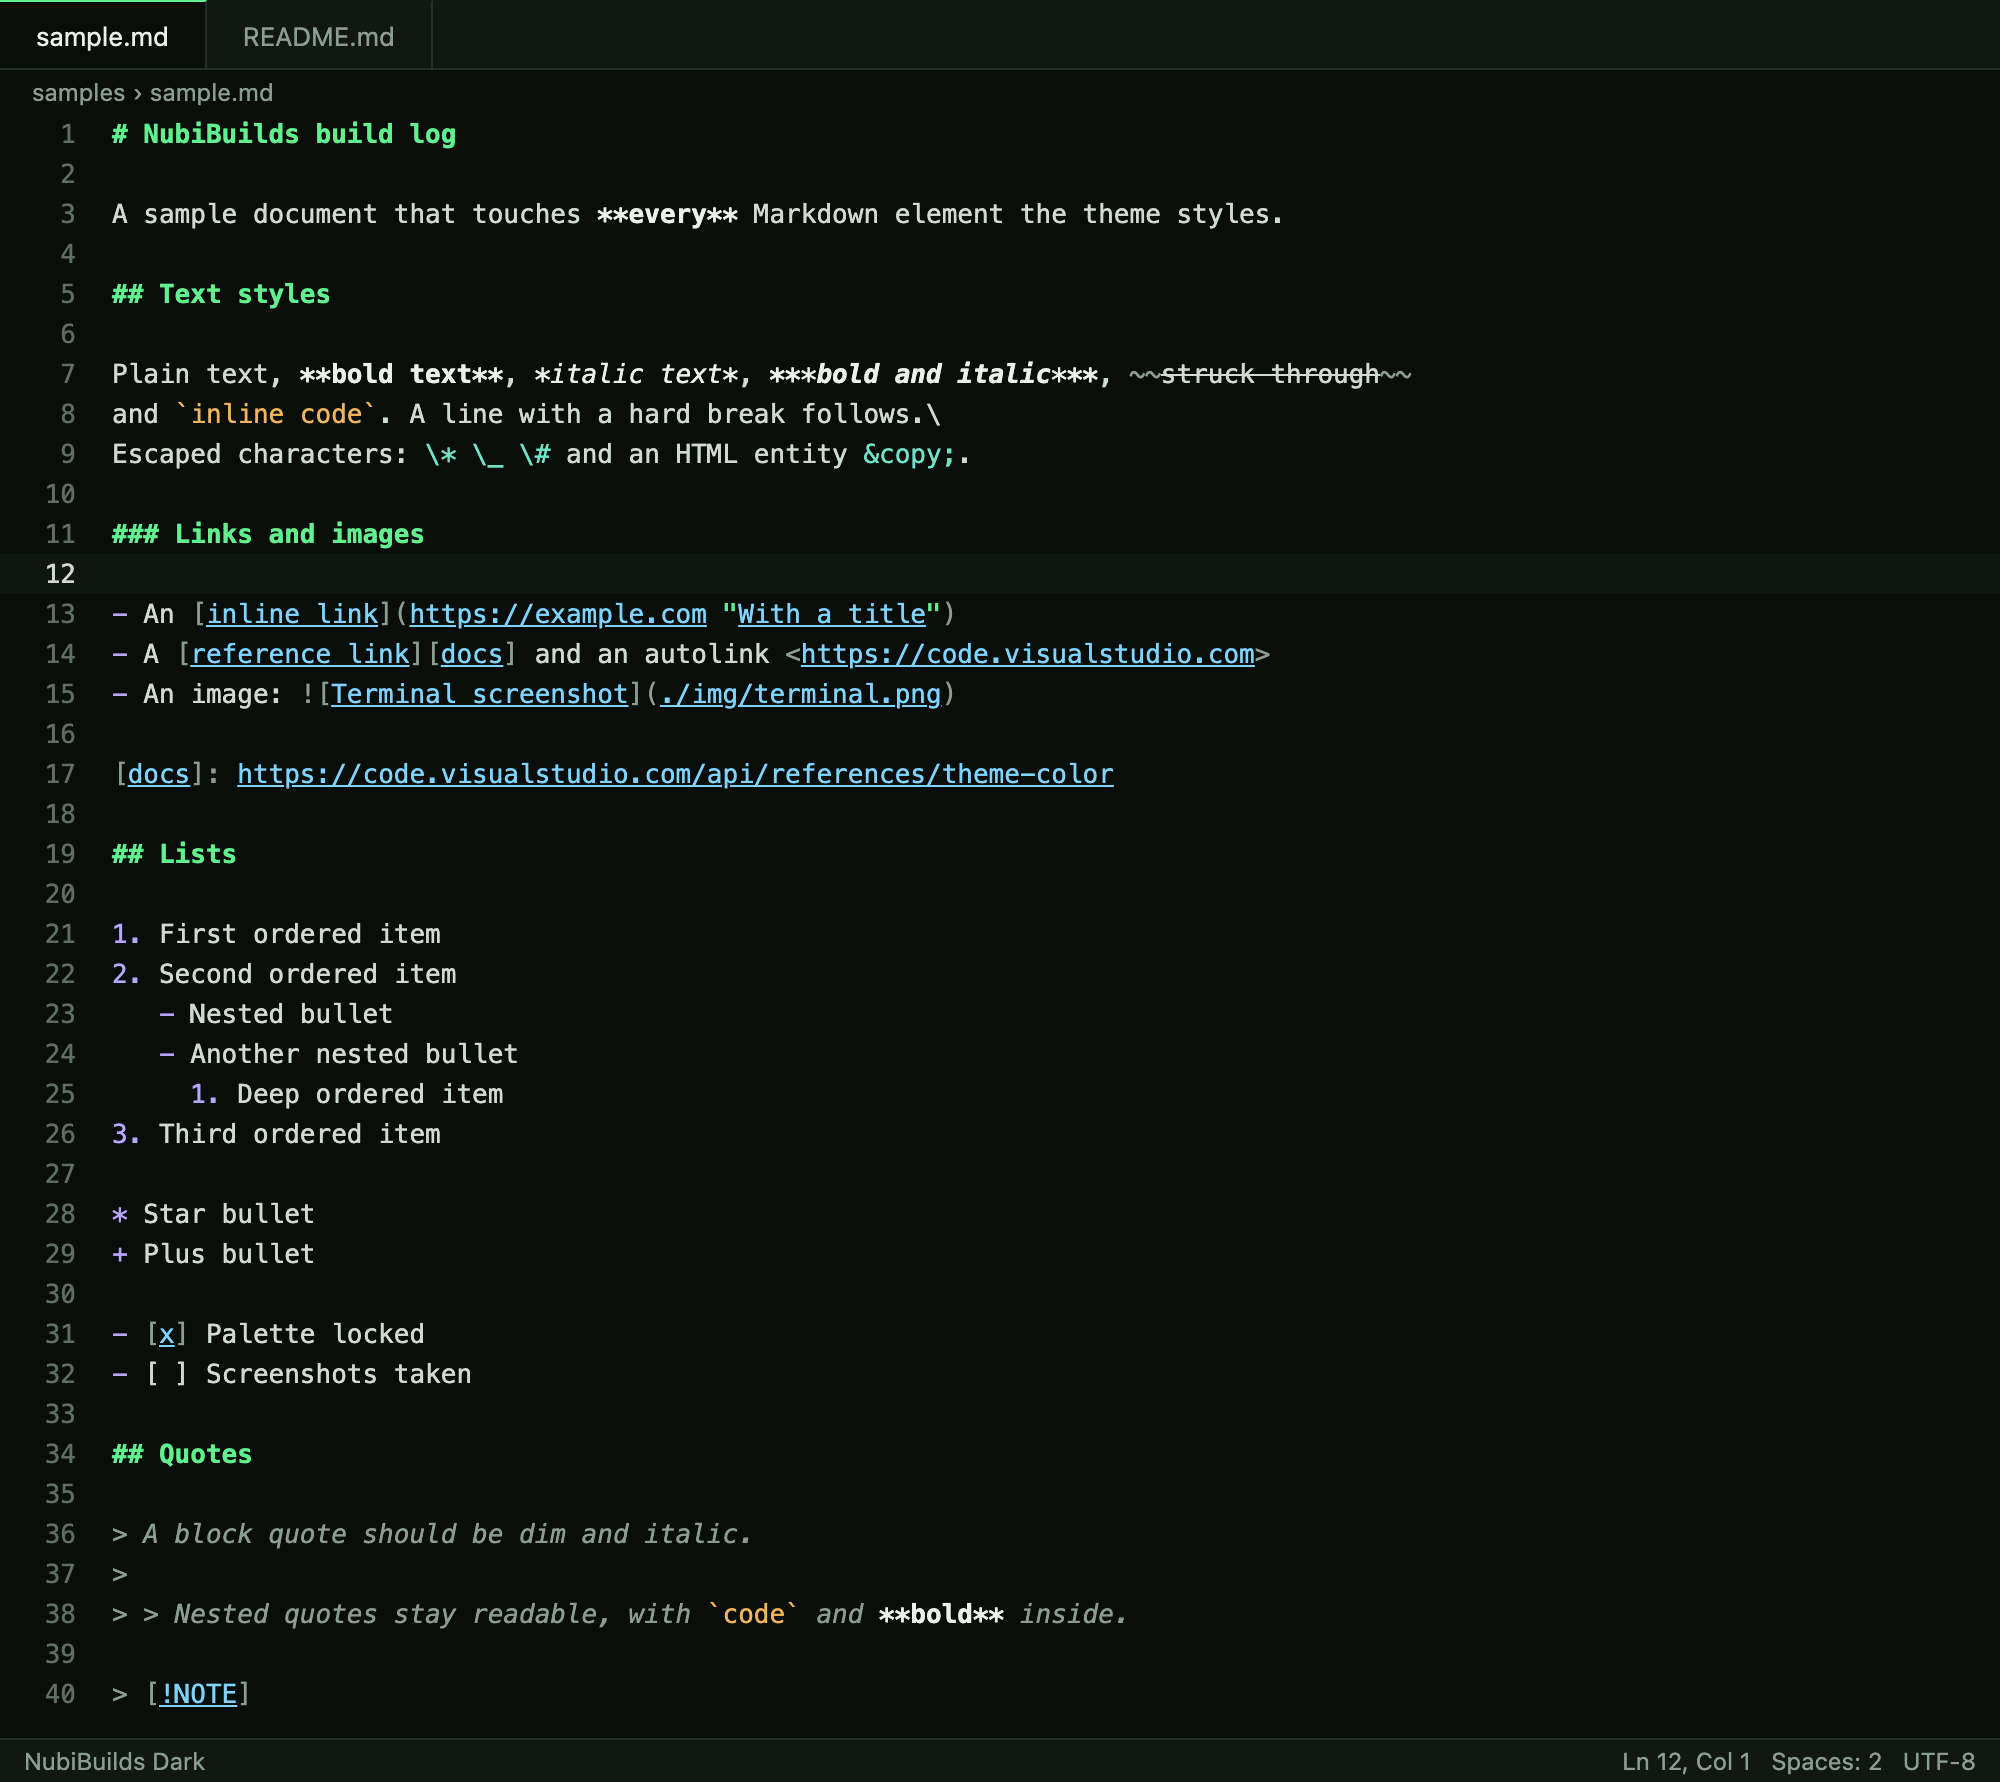 sample.md
README.md
samples › sample.md
1 # NubiBuilds build log
2
3 A sample document that touches **every** Markdown element the theme styles.
4
5 ## Text styles
6
7 Plain text, **bold text**, *italic text*, ***bold and italic***, ~~struck through~~
8 and `inline code`. A line with a hard break follows.\
9 Escaped characters: \* \_ \# and an HTML entity &copy;.
10
11 ### Links and images
12
13 - An [inline link](https://example.com "With a title")
14 - A [reference link][docs] and an autolink <https://code.visualstudio.com>
15 - An image: ![Terminal screenshot](./img/terminal.png)
16
17 [docs]: https://code.visualstudio.com/api/references/theme-color
18
19 ## Lists
20
21 1. First ordered item
22 2. Second ordered item
23    - Nested bullet
24    - Another nested bullet
25      1. Deep ordered item
26 3. Third ordered item
27
28 * Star bullet
29 + Plus bullet
30
31 - [x] Palette locked
32 - [ ] Screenshots taken
33
34 ## Quotes
35
36 > A block quote should be dim and italic.
37 >
38 > > Nested quotes stay readable, with `code` and **bold** inside.
39
40 > [!NOTE]
NubiBuilds Dark
Ln 12, Col 1 Spaces: 2 UTF-8